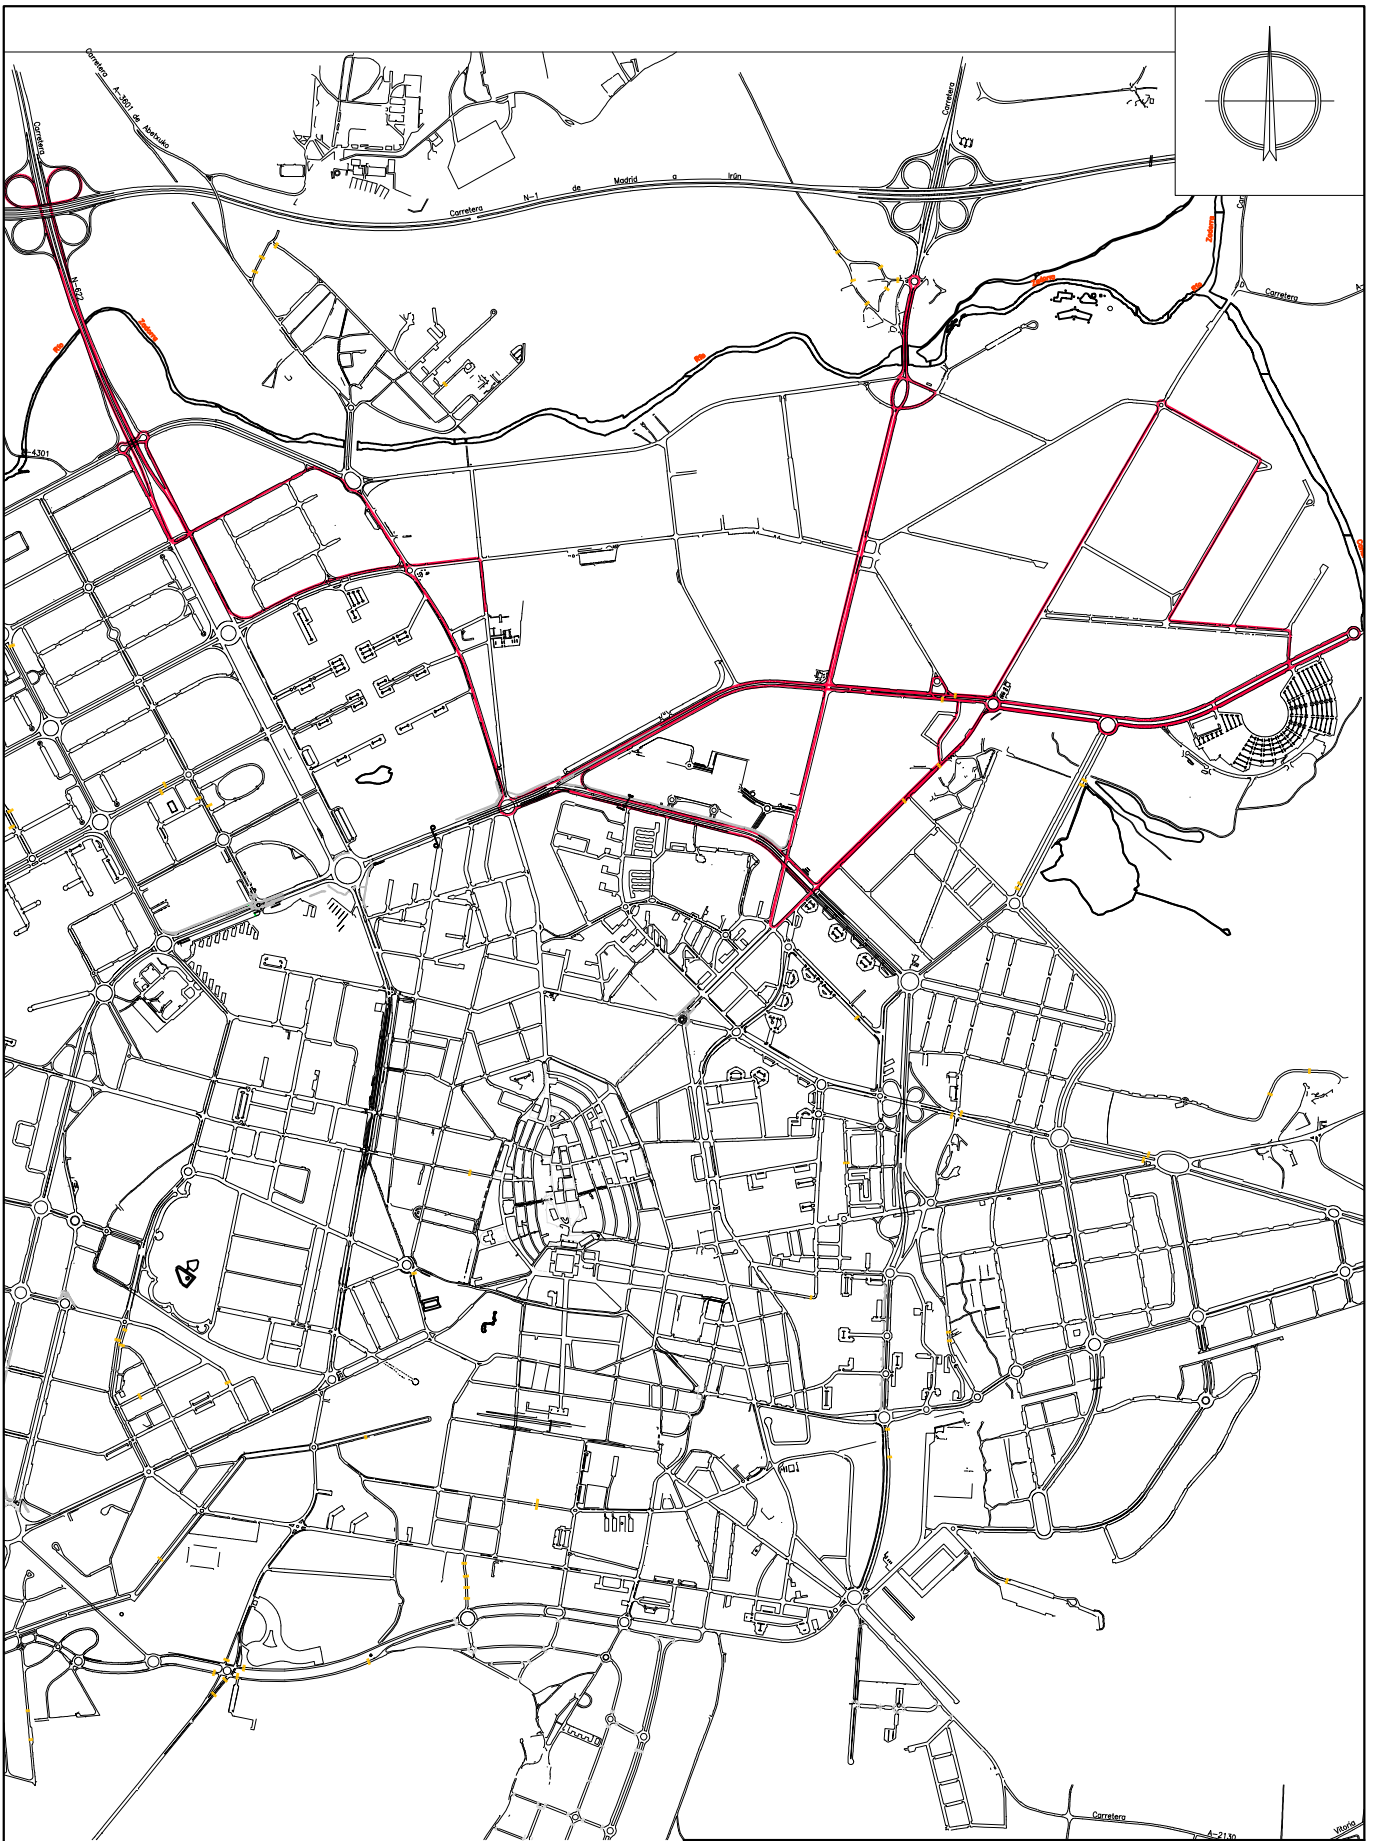 Carretera
A-3601 de Abetxuko
Carretera
Carretera
Carretera N-1 de Madrid a Irún
N-622
Río
Zadorra
Río
Zadorra
Zadorra
Río
Carretera
A-4301
Carretera
A-2130
Vitoria